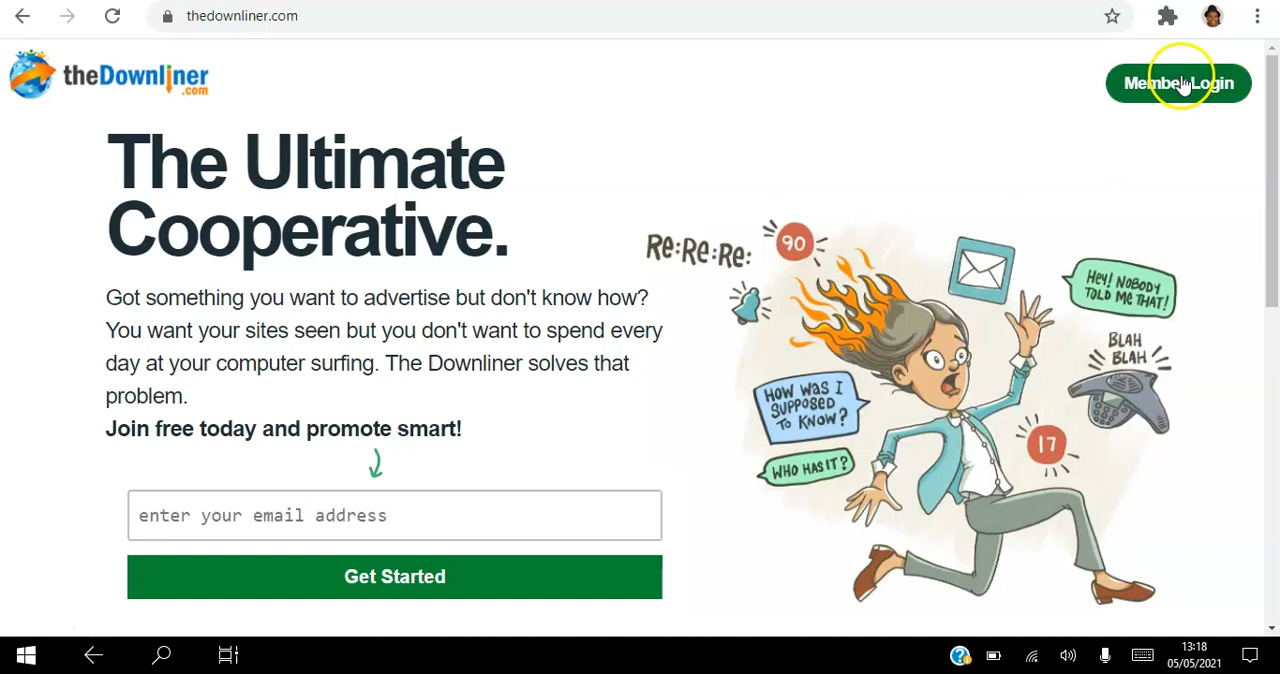 thedownliner.com
theDownliner
.com
Member Login
The Ultimate
Cooperative.
Got something you want to advertise but don't know how?
You want your sites seen but you don't want to spend every
day at your computer surfing. The Downliner solves that
problem.
Join free today and promote smart!
enter your email address
Get Started
Re:Re:Re:
90
Hey! NOBODY
TOLD ME THAT!
BLAH
BLAH
HOW WAS I
SUPPOSED
TO KNOW?
WHO HAS IT?
17
13:18
05/05/2021